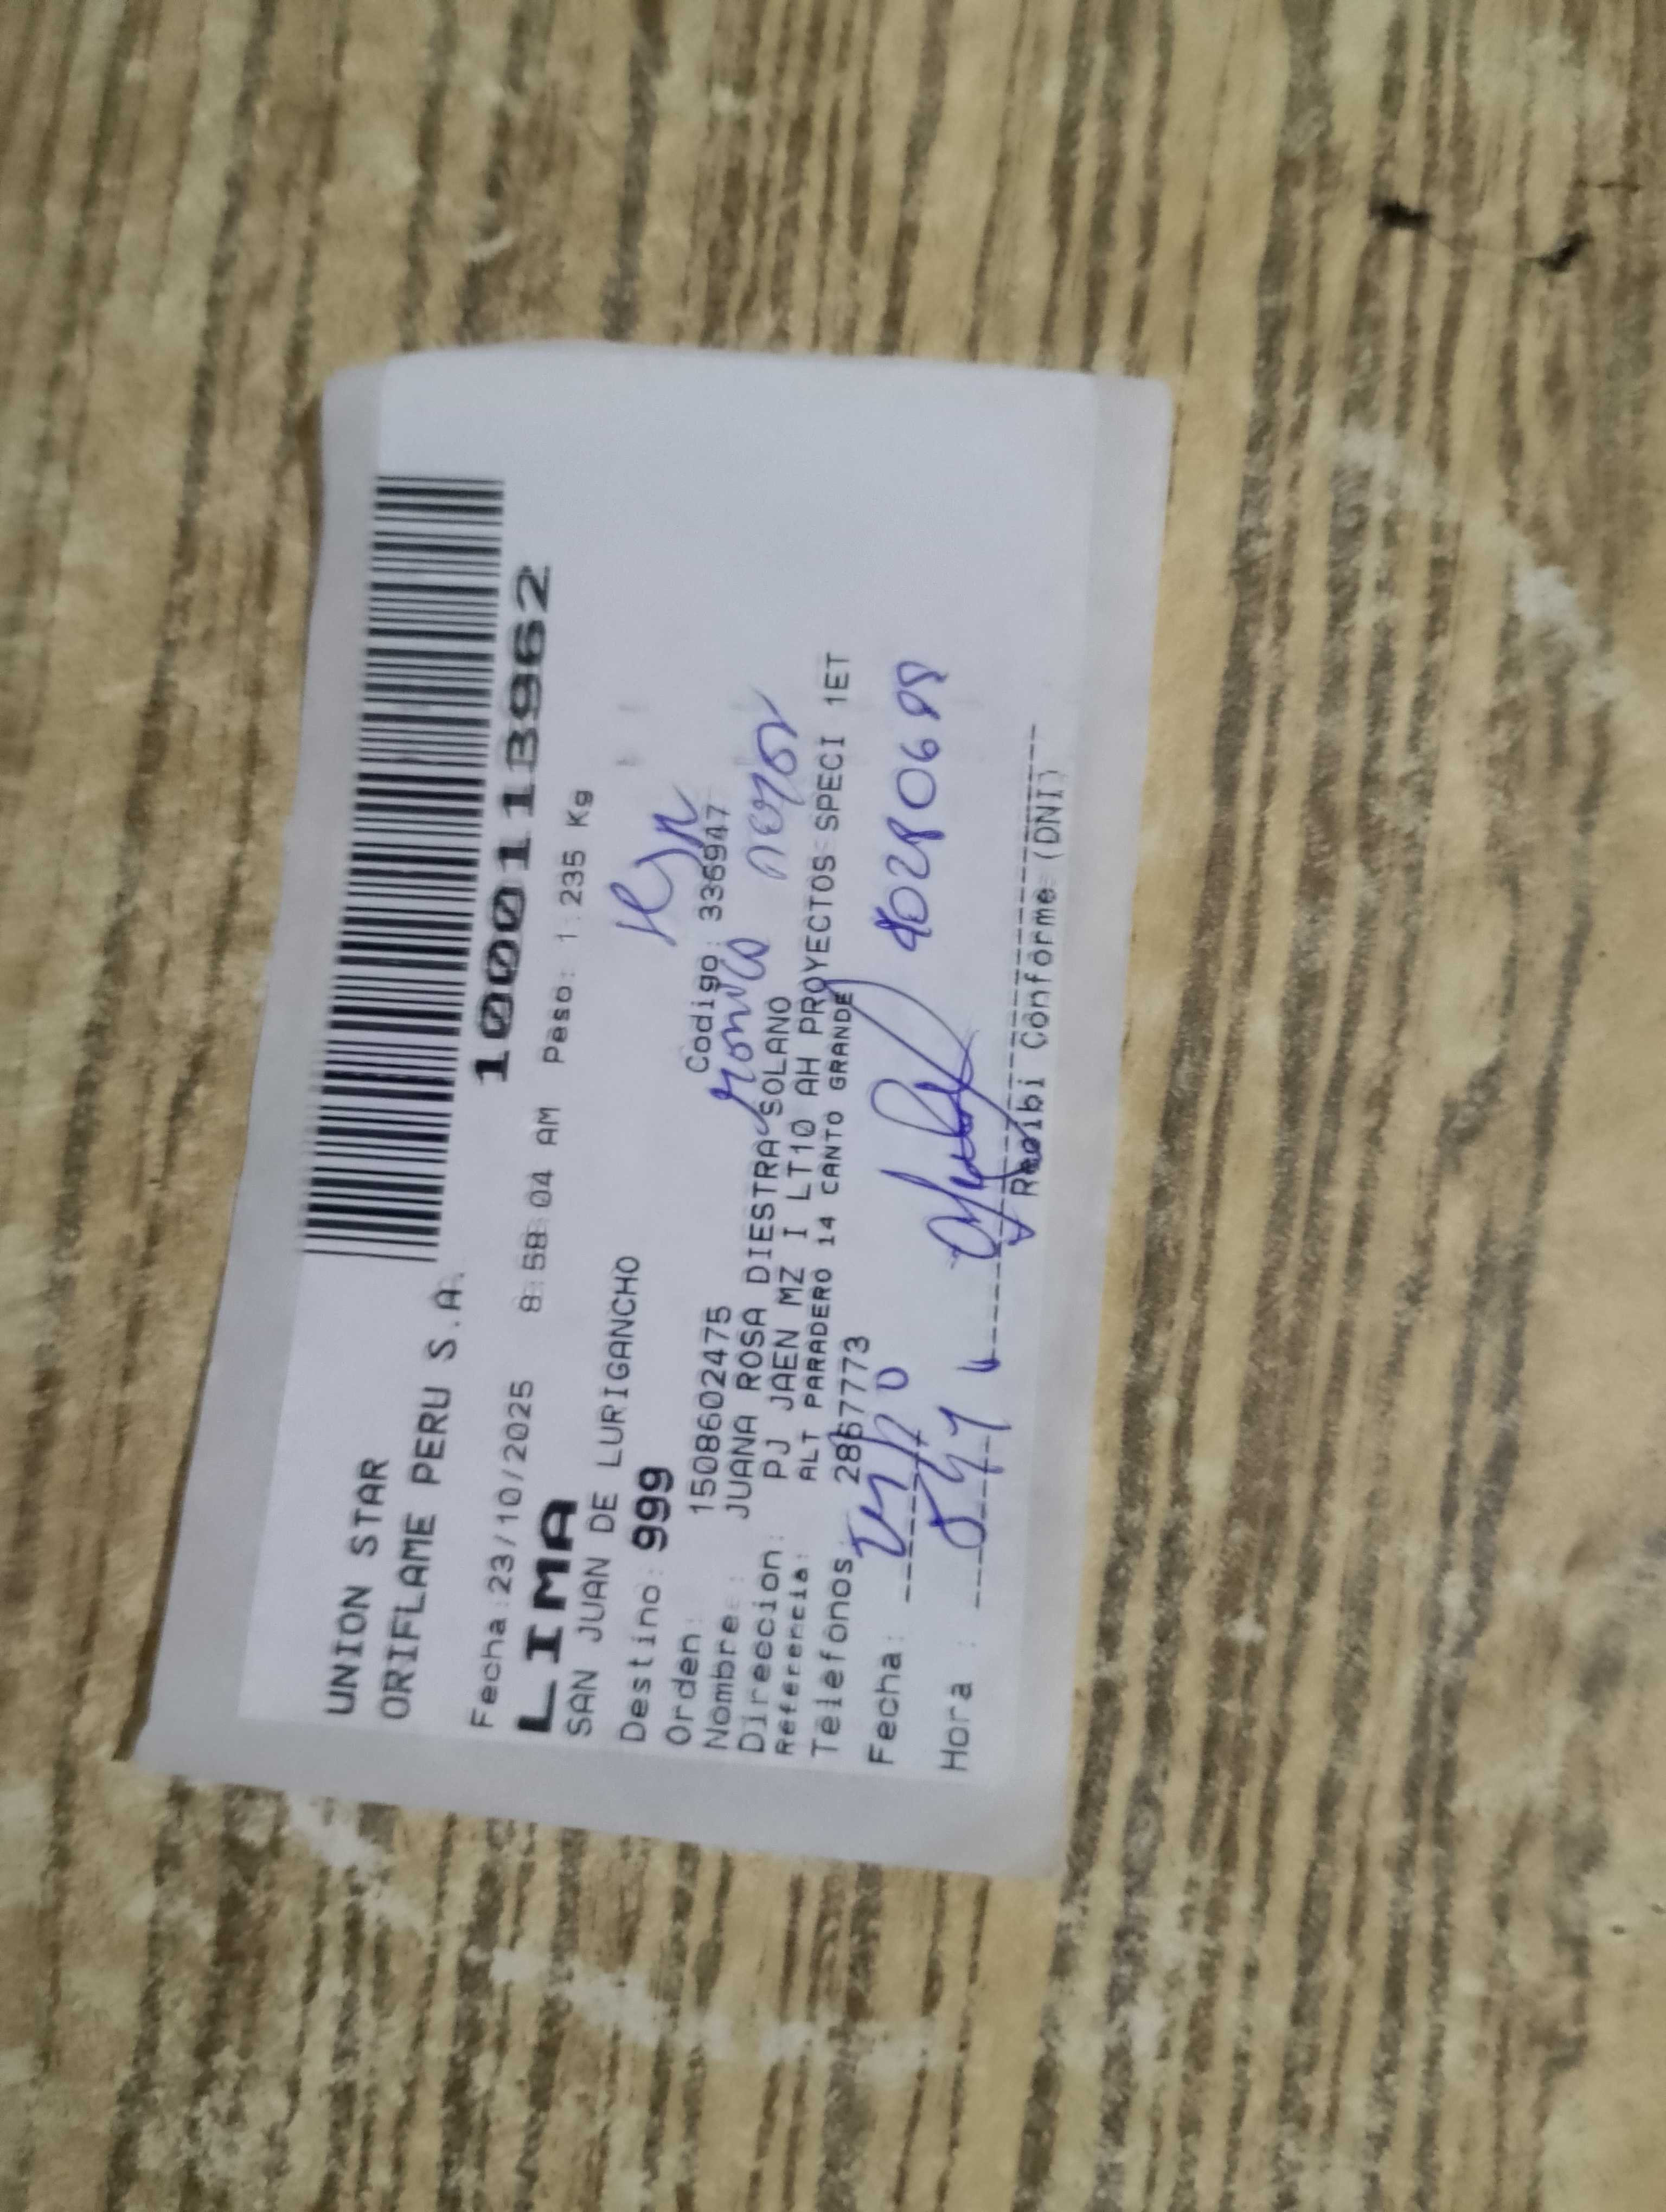 UNION STAR
ORIFLAME PERU S.A.
1000113962
Fecha:23/10/2025 8:58:04 AM Peso: 1.235 Kg
LIMA
SAN JUAN DE LURIGANCHO
Destino: 999
Orden: 1508602475 Codigo: 336947
Nombre: JUANA ROSA DIESTRA SOLANO
Direccion: PJ JAEN MZ I LT10 AH PROYECTOS SPECI 1ET
Referencia: ALT PARADERO 14 CANTO GRANDE
Telefonos: 2867773
Fecha:
Hora :
Recibi Conforme (DNI)